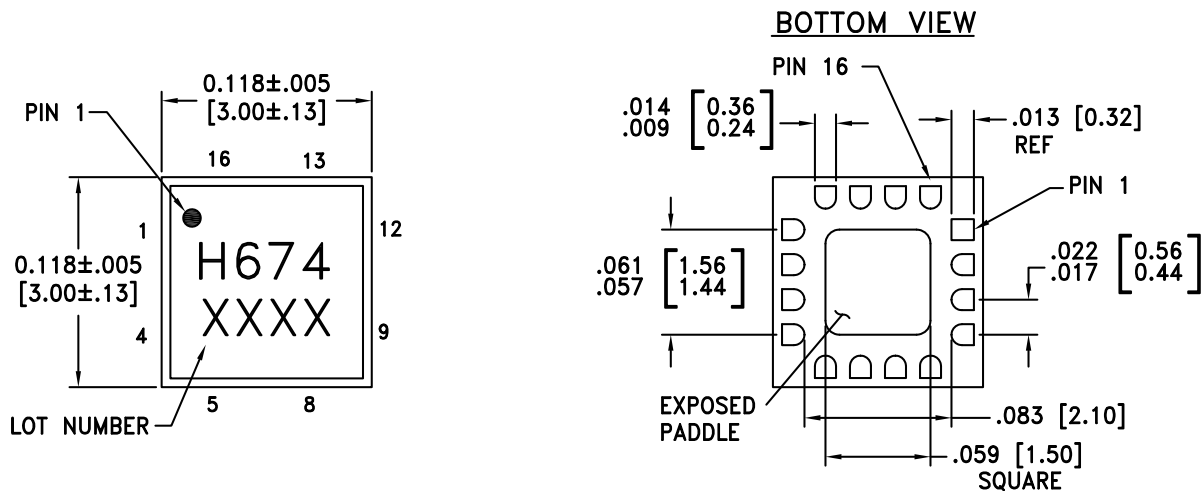 BOTTOM VIEW
PIN 1
0.118±.005
[3.00±.13]
16 13
1
12
H674
XXXX
0.118±.005
[3.00±.13]
4
9
5 8
LOT NUMBER
PIN 16
.014 [0.36]
.009 [0.24]
.013 [0.32]
REF
PIN 1
.061 [1.56]
.057 [1.44]
.022 [0.56]
.017 [0.44]
EXPOSED
PADDLE
.083 [2.10]
.059 [1.50]
SQUARE